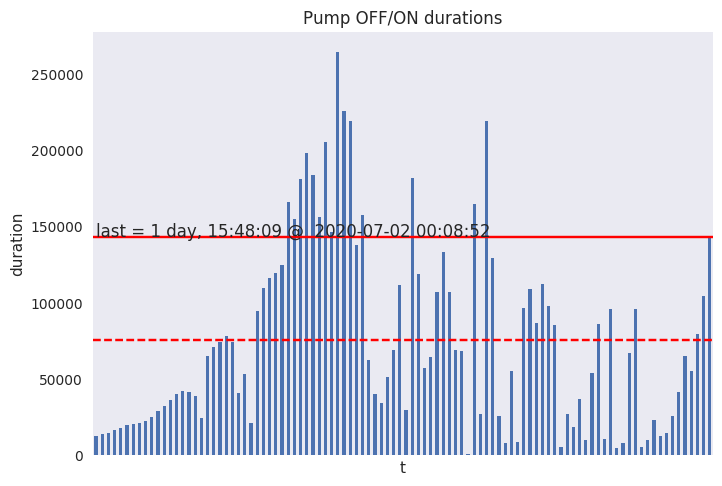 Pump OFF/ON durations
250000
200000
150000
last = 1 day, 15:48:09 @ 2020-07-02 00:08:52
duration
100000
50000
0
t